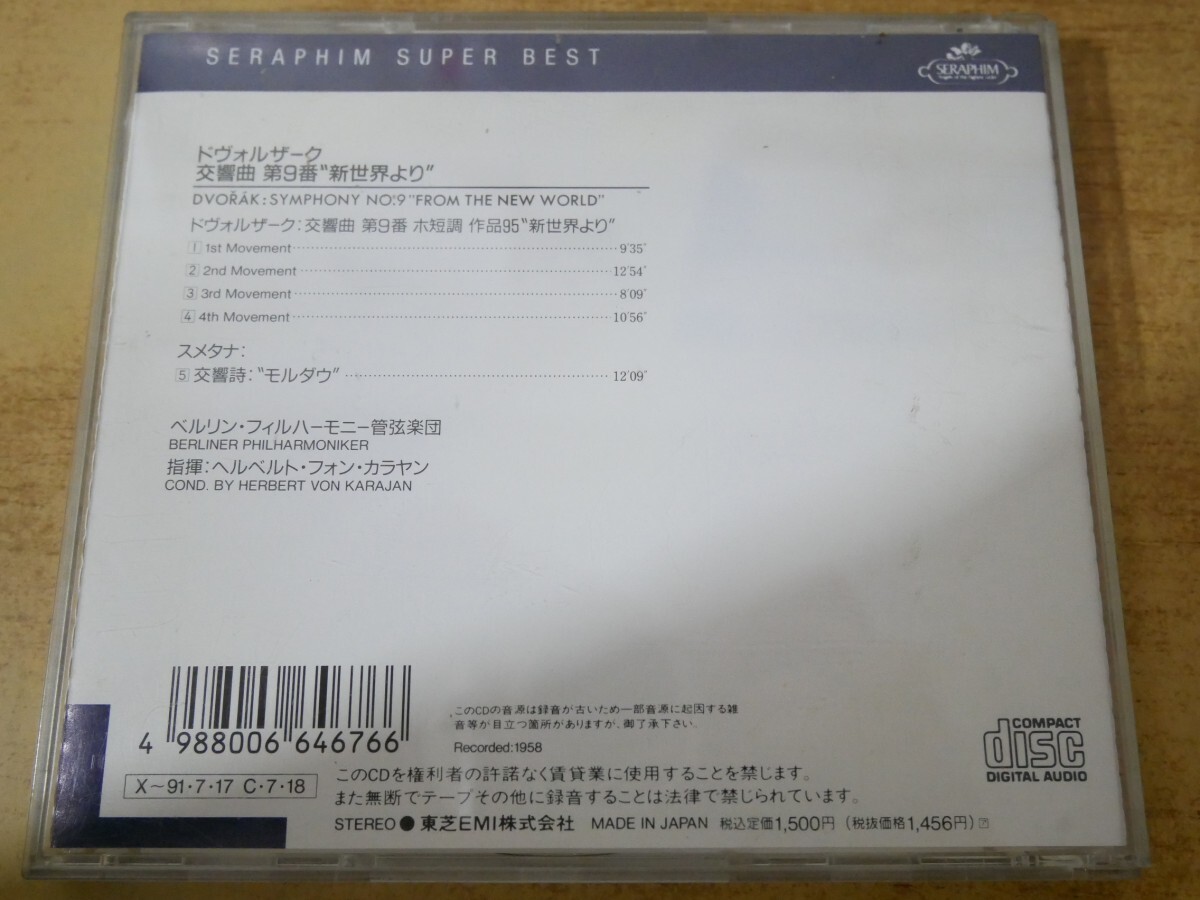 SERAPHIM SUPER BEST
SERAPHIM
ドヴォルザーク
交響曲 第9番“新世界より”
DVOŘÁK: SYMPHONY NO.9 "FROM THE NEW WORLD"
ドヴォルザーク: 交響曲 第9番 ホ短調 作品95“新世界より”
1 1st Movement 9'35"
2 2nd Movement 12'54"
3 3rd Movement 8'09"
4 4th Movement 10'56"
スメタナ:
5 交響詩: “モルダウ” 12'09"
ベルリン・フィルハーモニー管弦楽団
BERLINER PHILHARMONIKER
指揮: ヘルベルト・フォン・カラヤン
COND. BY HERBERT VON KARAJAN
このCDの音源は録音が古いため一部音源に起因する雑
音等が目立つ箇所がありますが、御了承下さい。
Recorded: 1958
4 988006 646766
COMPACT
disc
DIGITAL AUDIO
X〜91・7・17 C・7・18
このCDを権利者の許諾なく賃貸業に使用することを禁じます。
また無断でテープその他に録音することは法律で禁じられています。
STEREO ● 東芝EMI株式会社 MADE IN JAPAN 税込定価1,500円 (税抜価格1,456円)